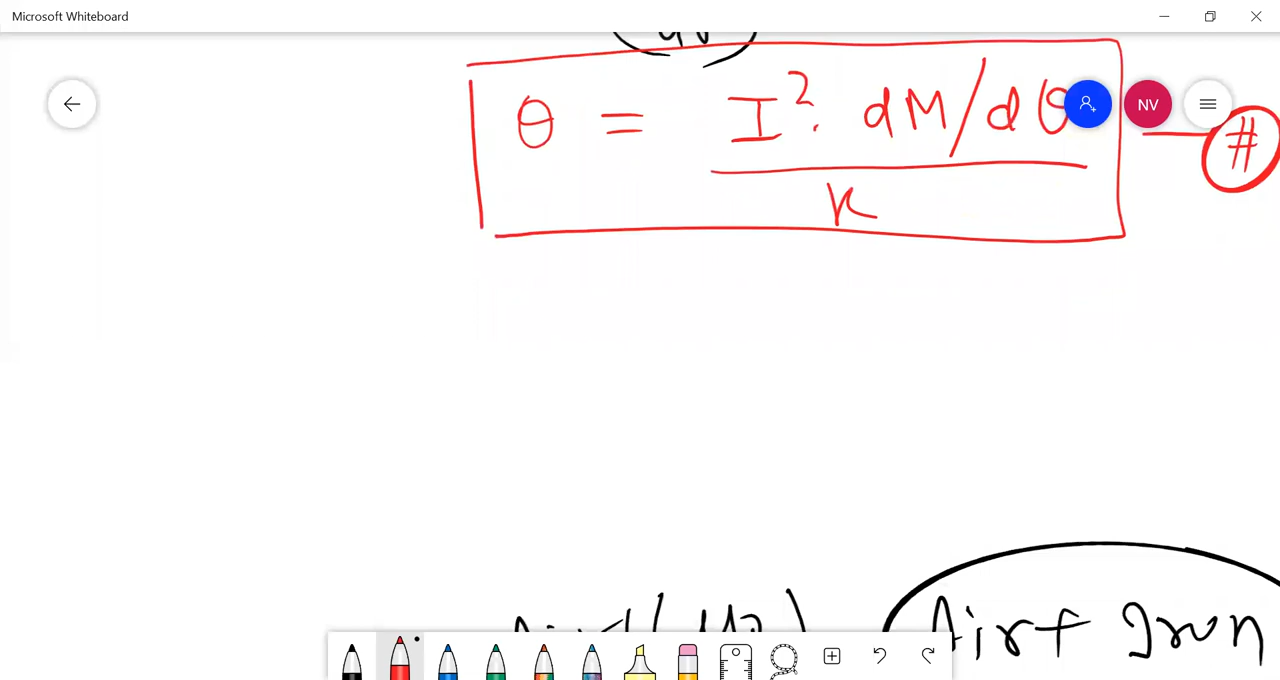 Microsoft Whiteboard
θ = I². dM/dθ
K
NV
#
Air + Iron